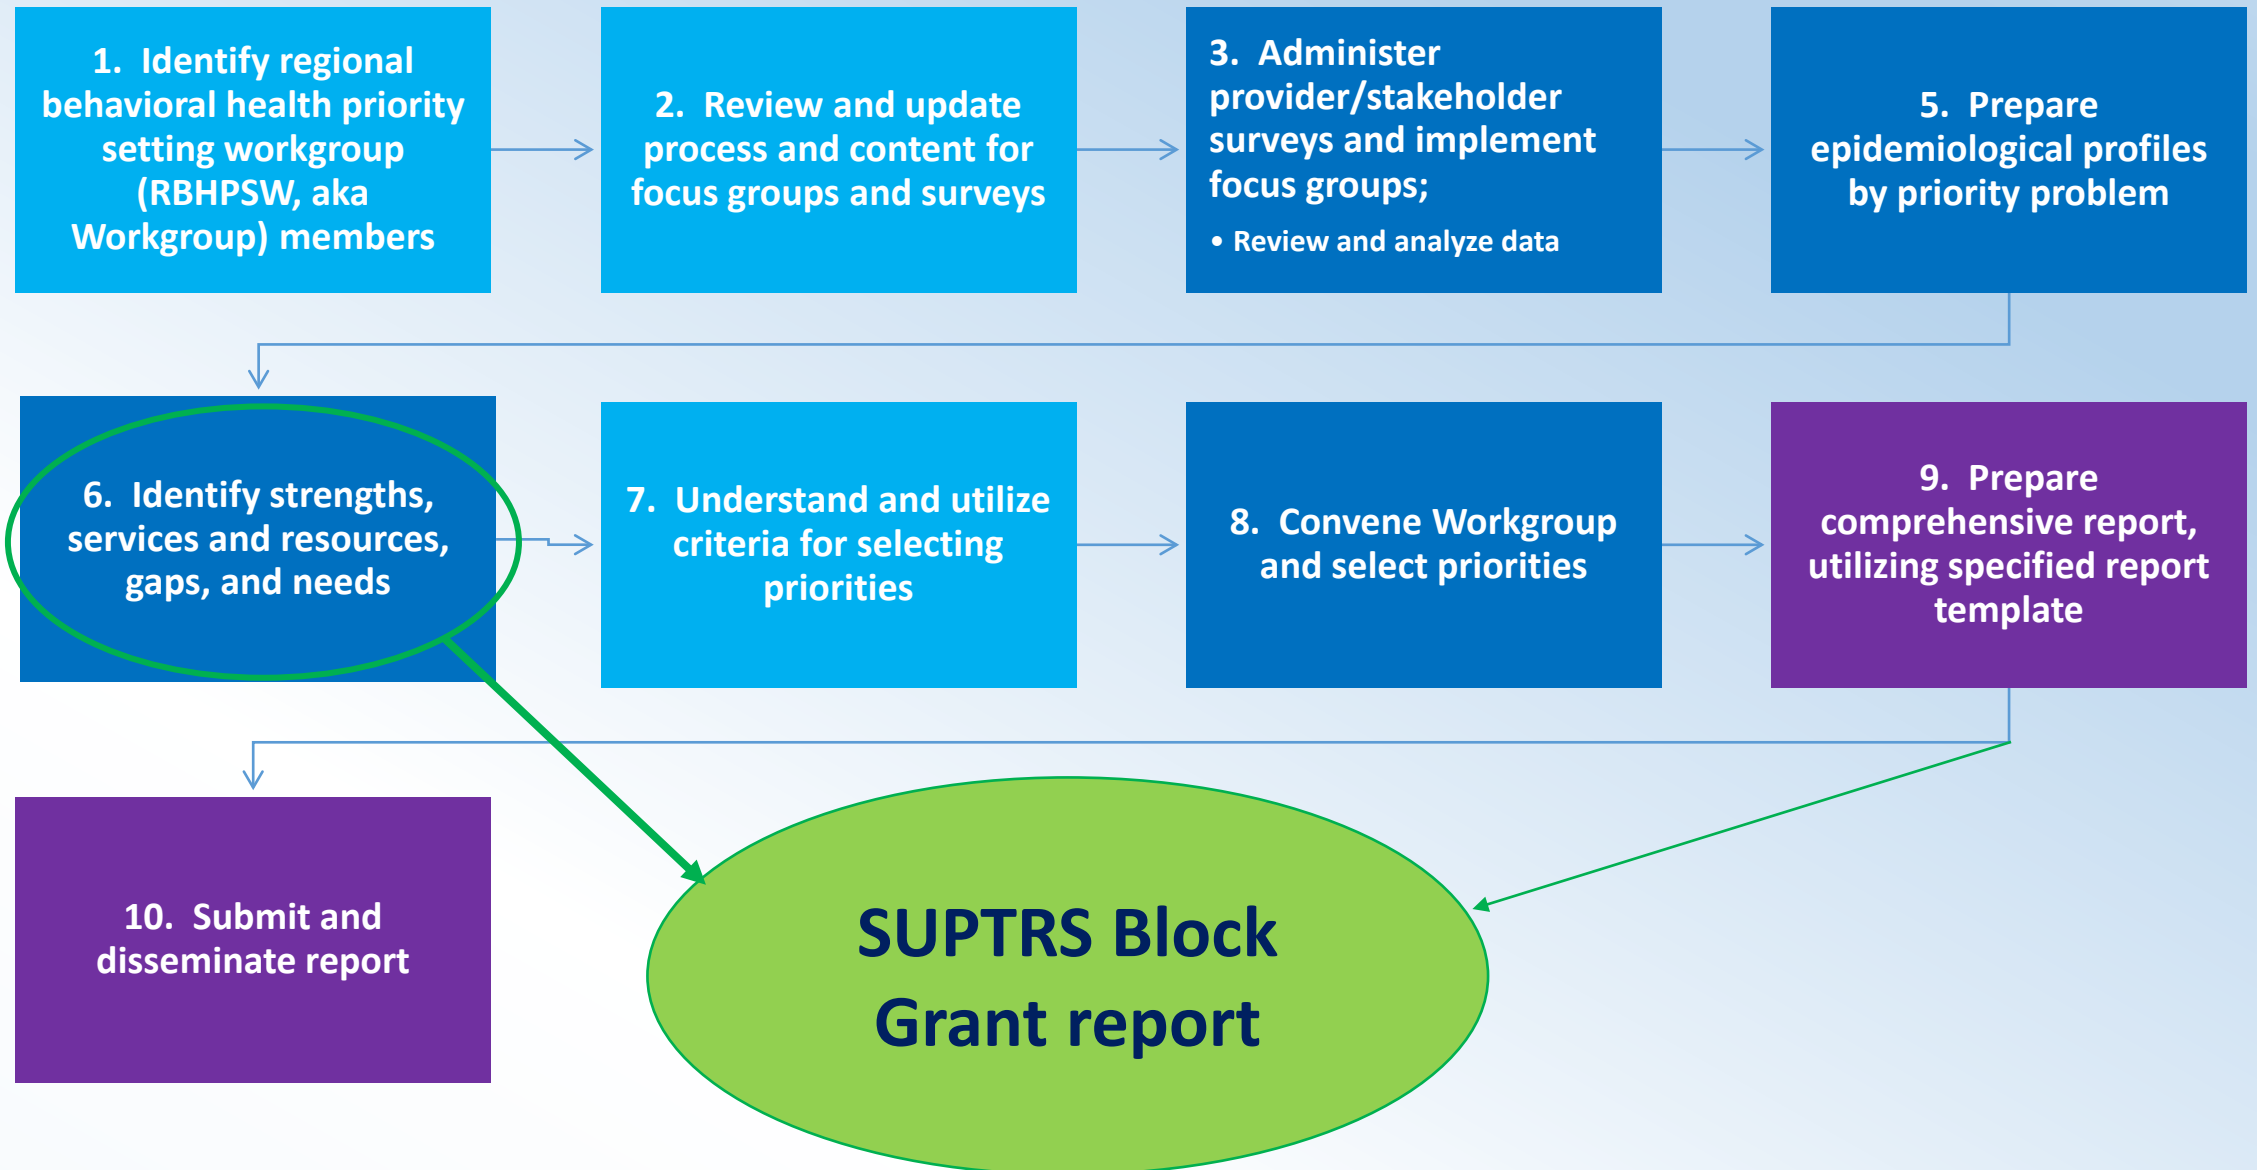 1. Identify regional
behavioral health priority
setting workgroup
(RBHPSW, aka
Workgroup) members
2. Review and update
process and content for
focus groups and surveys
3. Administer
provider/stakeholder
surveys and implement
focus groups;
• Review and analyze data
5. Prepare
epidemiological profiles
by priority problem
6. Identify strengths,
services and resources,
gaps, and needs
7. Understand and utilize
criteria for selecting
priorities
8. Convene Workgroup
and select priorities
9. Prepare
comprehensive report,
utilizing specified report
template
10. Submit and
disseminate report
SUPTRS Block
Grant report